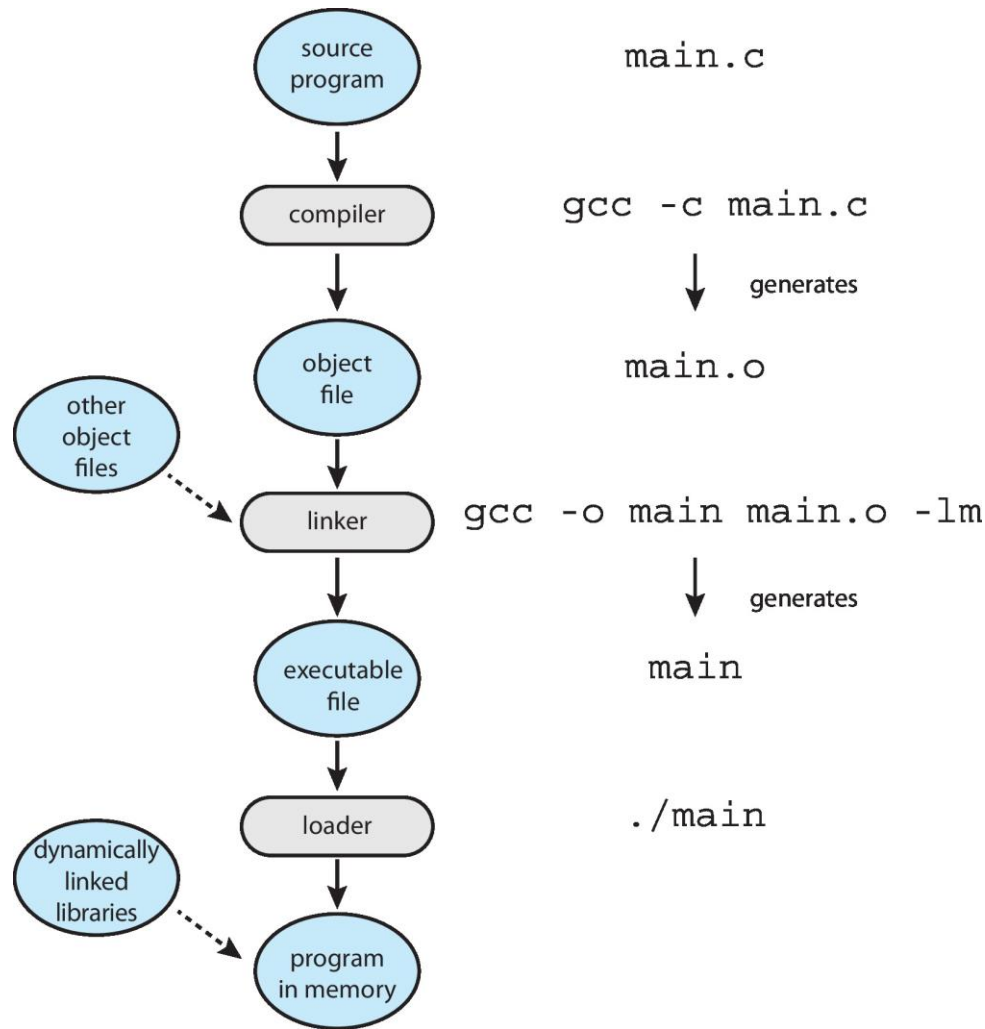 source
program
main.c
compiler
gcc -c main.c
generates
object
file
main.o
other
object
files
linker
gcc -o main main.o -lm
generates
executable
file
main
loader
./main
dynamically
linked
libraries
program
in memory